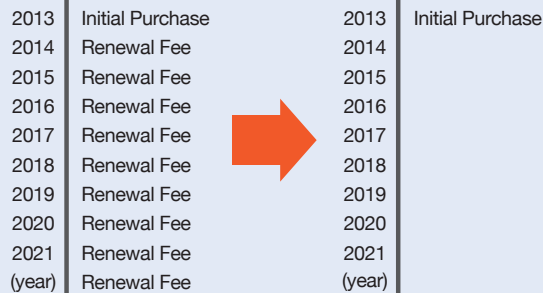 2013 Initial Purchase
2014 Renewal Fee
2015 Renewal Fee
2016 Renewal Fee
2017 Renewal Fee
2018 Renewal Fee
2019 Renewal Fee
2020 Renewal Fee
2021 Renewal Fee
(year) Renewal Fee
2013 Initial Purchase
2014
2015
2016
2017
2018
2019
2020
2021
(year)